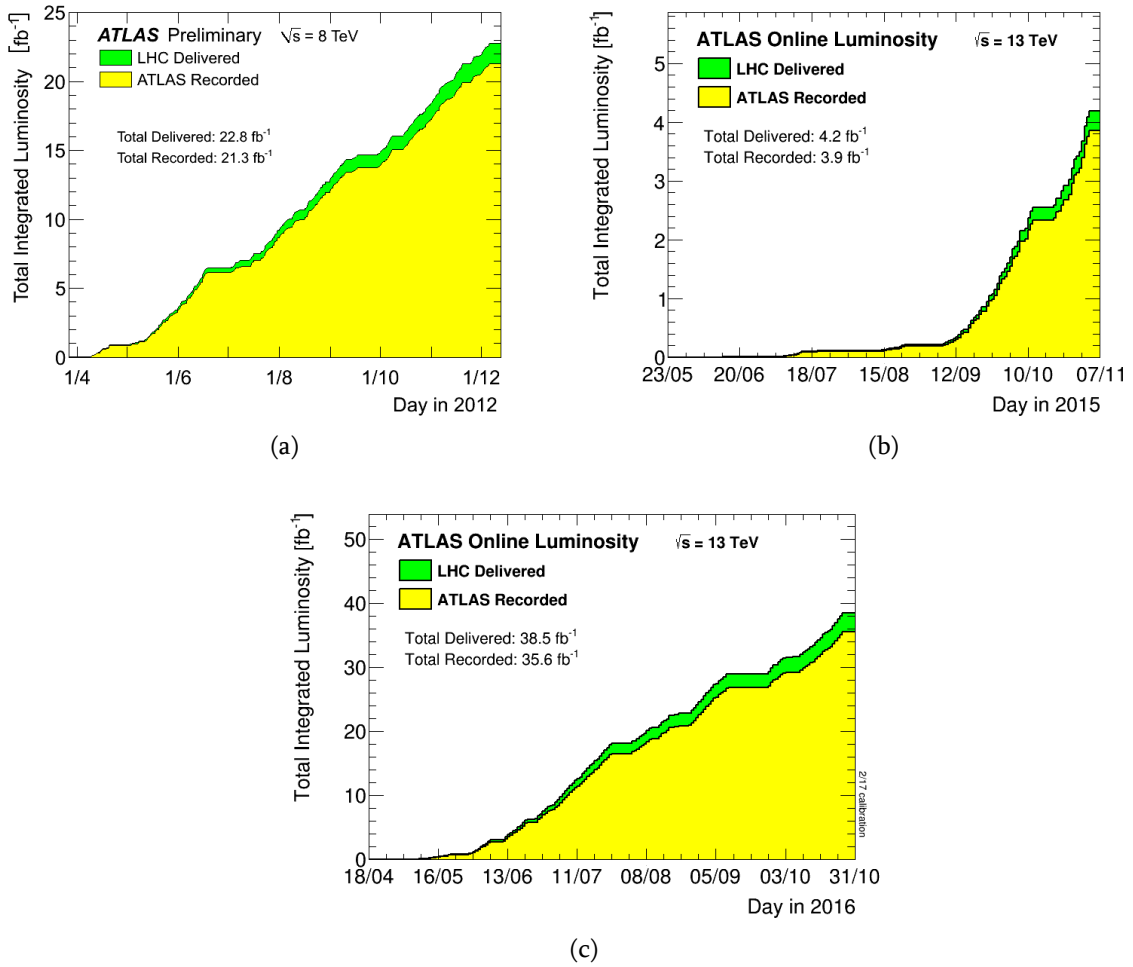 Total Integrated Luminosity [fb⁻¹]
25
20
15
10
5
0
ATLAS Preliminary √s = 8 TeV
LHC Delivered
ATLAS Recorded
Total Delivered: 22.8 fb⁻¹
Total Recorded: 21.3 fb⁻¹
1/4 1/6 1/8 1/10 1/12
Day in 2012
(a)
Total Integrated Luminosity [fb⁻¹]
5
4
3
2
1
0
ATLAS Online Luminosity √s = 13 TeV
LHC Delivered
ATLAS Recorded
Total Delivered: 4.2 fb⁻¹
Total Recorded: 3.9 fb⁻¹
23/05 20/06 18/07 15/08 12/09 10/10 07/11
Day in 2015
(b)
Total Integrated Luminosity [fb⁻¹]
50
40
30
20
10
0
ATLAS Online Luminosity √s = 13 TeV
LHC Delivered
ATLAS Recorded
Total Delivered: 38.5 fb⁻¹
Total Recorded: 35.6 fb⁻¹
2/17 calibration
18/04 16/05 13/06 11/07 08/08 05/09 03/10 31/10
Day in 2016
(c)